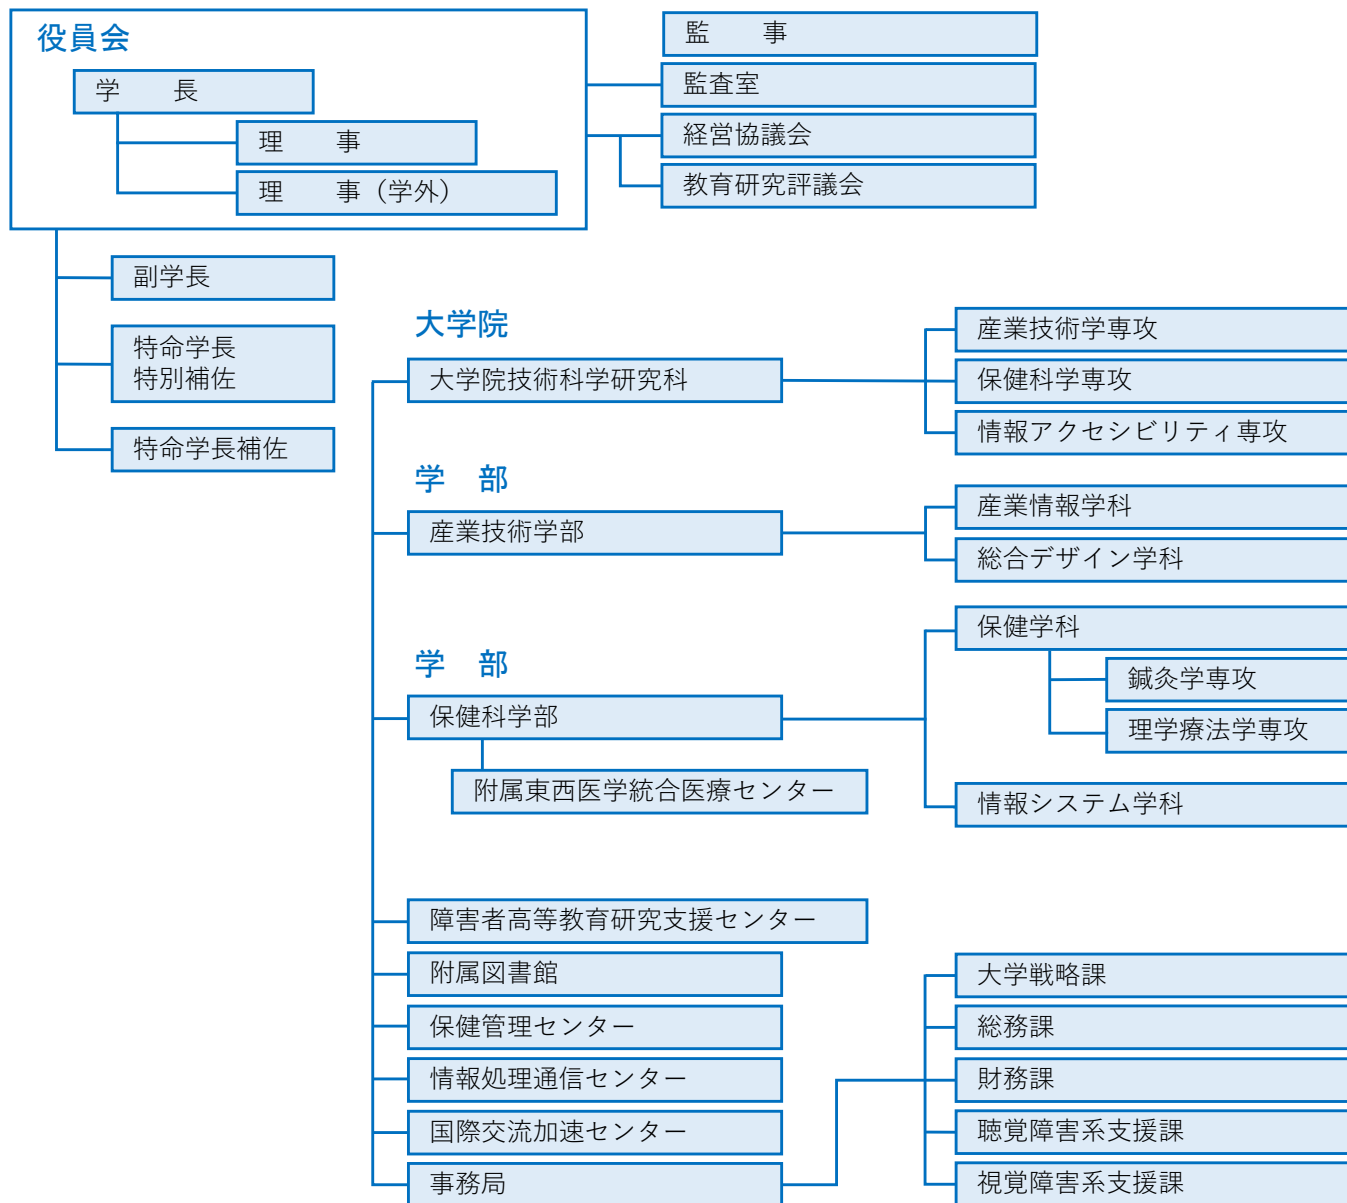 役員会
学　　長
理　　事
理　　事（学外）
監　　事
監査室
経営協議会
教育研究評議会
副学長
特命学長
特別補佐
特命学長補佐
大学院
大学院技術科学研究科
産業技術学専攻
保健科学専攻
情報アクセシビリティ専攻
学　部
産業技術学部
産業情報学科
総合デザイン学科
学　部
保健科学部
附属東西医学統合医療センター
保健学科
鍼灸学専攻
理学療法学専攻
情報システム学科
障害者高等教育研究支援センター
附属図書館
保健管理センター
情報処理通信センター
国際交流加速センター
事務局
大学戦略課
総務課
財務課
聴覚障害系支援課
視覚障害系支援課